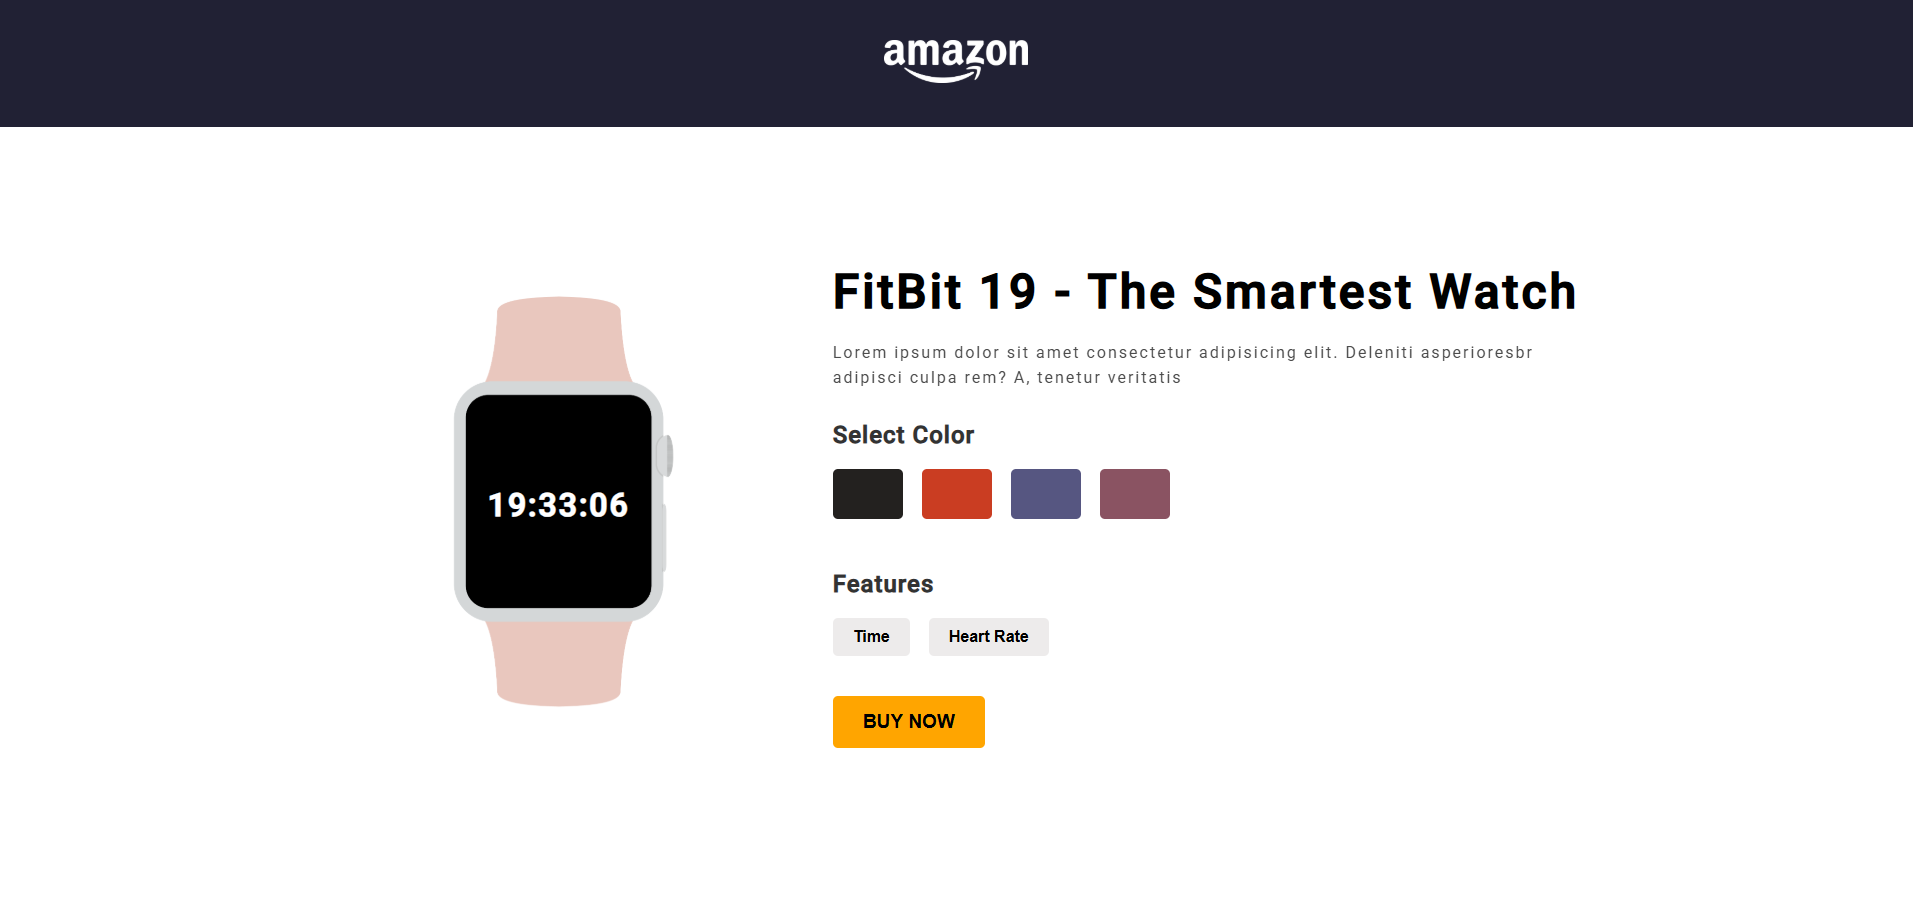 amazon
FitBit 19 - The Smartest Watch
Lorem ipsum dolor sit amet consectetur adipisicing elit. Deleniti asperioresbr
adipisci culpa rem? A, tenetur veritatis
Select Color
19:33:06
Features
Time
Heart Rate
BUY NOW